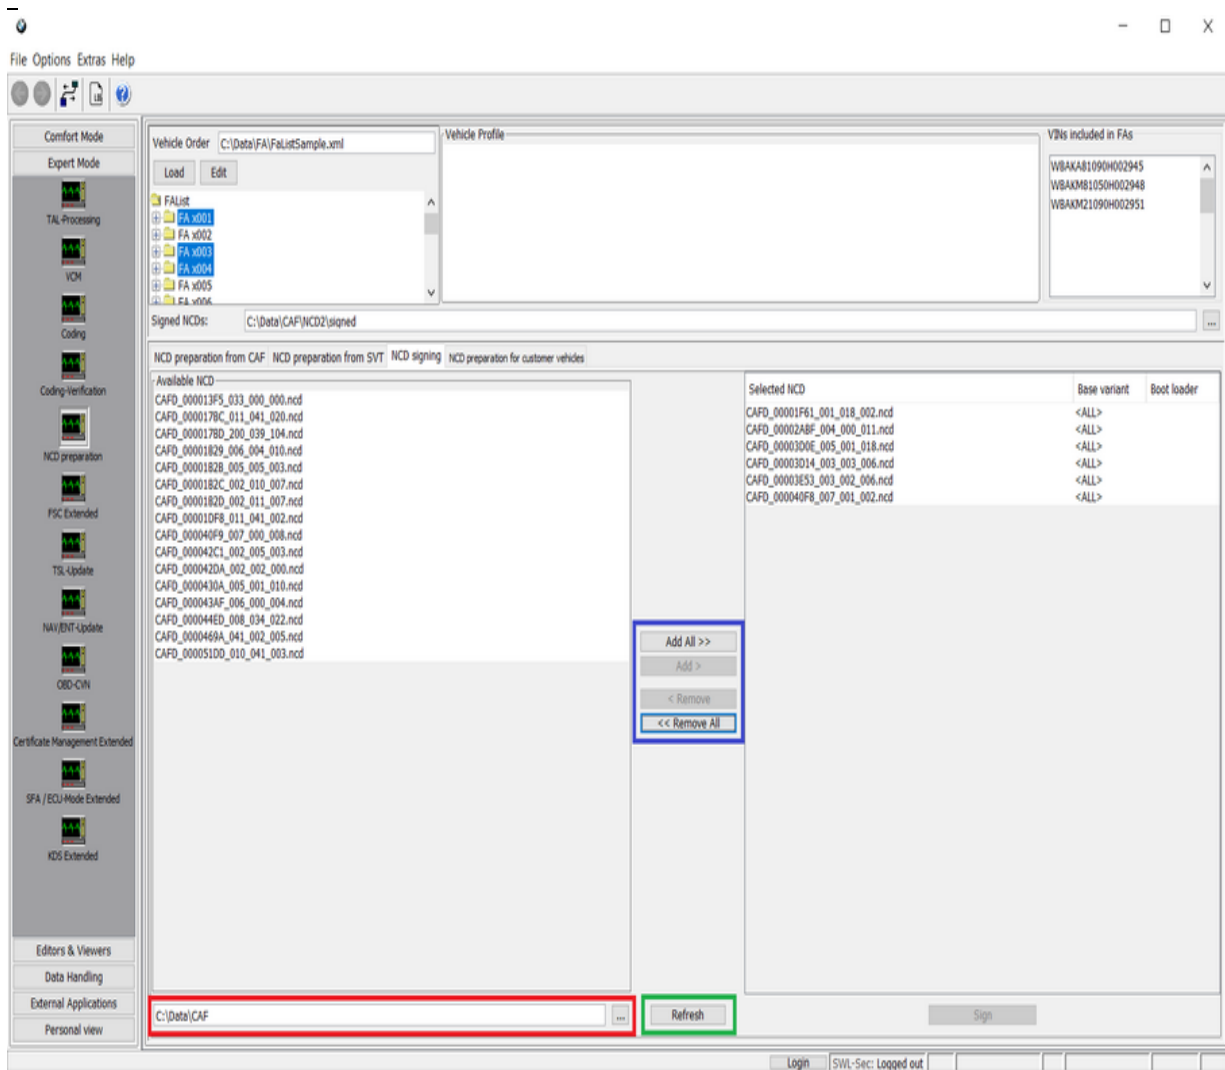 File Options Extras Help
Comfort Mode
Expert Mode
TAL-Processing
VCM
Coding
Coding-Verification
NCD preparation
FSC Extended
TSL-Update
NAV/ENT-Update
OBD-CVN
Certificate Management Extended
SFA / ECU-Mode Extended
KDS Extended
Editors & Viewers
Data Handling
External Applications
Personal view
Vehicle Order C:\Data\FA\FaListSample.xml
Load Edit
FAList
FA x001
FA x002
FA x003
FA x004
FA x005
FA x006
Vehicle Profile
VINs included in FAs
WBAKA81090H002945
WBAKM81050H002948
WBAKM21090H002951
Signed NCDs: C:\Data\CAF\NCD2\signed ...
NCD preparation from CAF NCD preparation from SVT NCD signing NCD preparation for customer vehicles
Available NCD
CAFD_000013F5_033_000_000.ncd
CAFD_000017BC_011_041_020.ncd
CAFD_000017BD_200_039_104.ncd
CAFD_00001B29_006_004_010.ncd
CAFD_00001B2B_005_005_003.ncd
CAFD_00001B2C_002_010_007.ncd
CAFD_00001B2D_002_011_007.ncd
CAFD_00001DF8_011_041_002.ncd
CAFD_000040F9_007_000_008.ncd
CAFD_000042C1_002_005_003.ncd
CAFD_000042DA_002_002_000.ncd
CAFD_0000430A_005_001_010.ncd
CAFD_000043AF_006_000_004.ncd
CAFD_000044ED_008_034_022.ncd
CAFD_0000469A_041_002_005.ncd
CAFD_000051DD_010_041_003.ncd
Add All >>
Add >
< Remove
<< Remove All
Selected NCD Base variant Boot loader
CAFD_00001F61_001_018_002.ncd <ALL>
CAFD_00002ABF_004_000_011.ncd <ALL>
CAFD_00003D0E_005_001_018.ncd <ALL>
CAFD_00003D14_003_003_006.ncd <ALL>
CAFD_00003E53_003_002_006.ncd <ALL>
CAFD_000040F8_007_001_002.ncd <ALL>
C:\Data\CAF ... Refresh Sign
Login SWL-Sec: Logged out